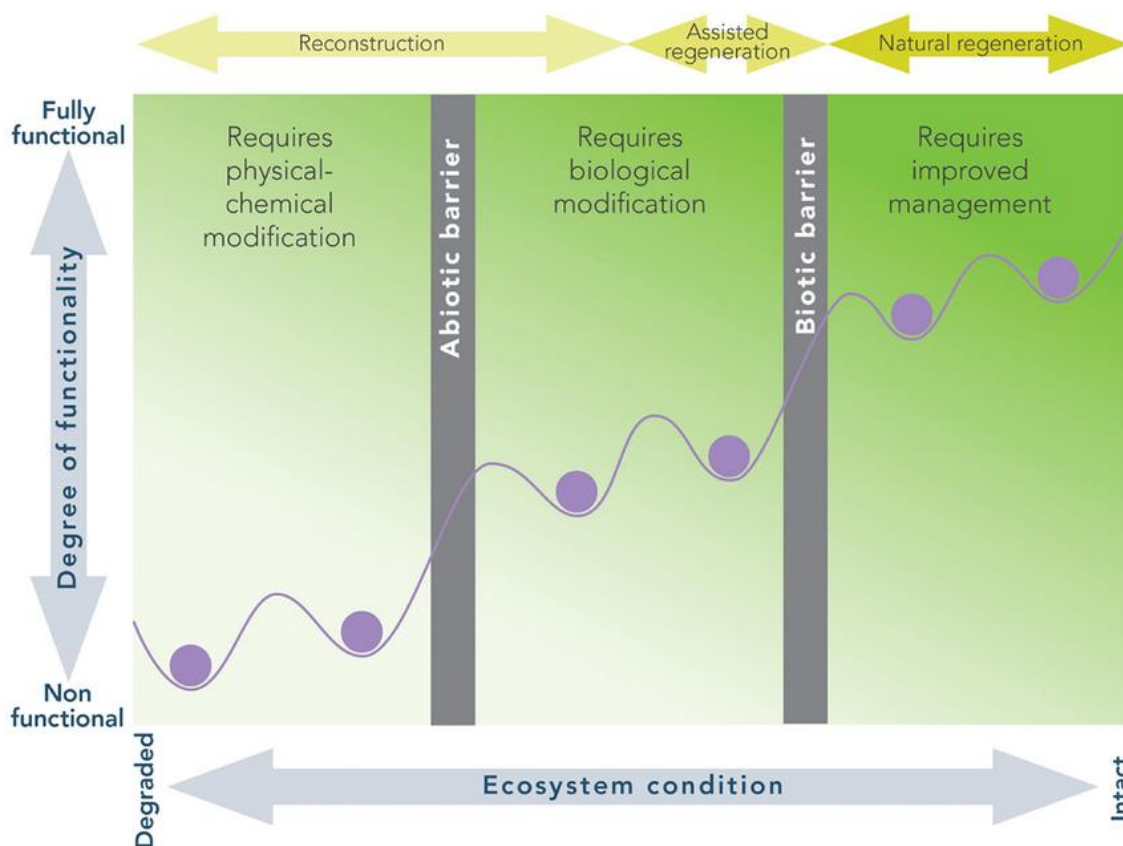 Reconstruction
Assisted
regeneration
Natural regeneration
Fully
functional
Degree of functionality
Non
functional
Requires
physical-
chemical
modification
Abiotic barrier
Requires
biological
modification
Biotic barrier
Requires
improved
management
Degraded
Ecosystem condition
Intact